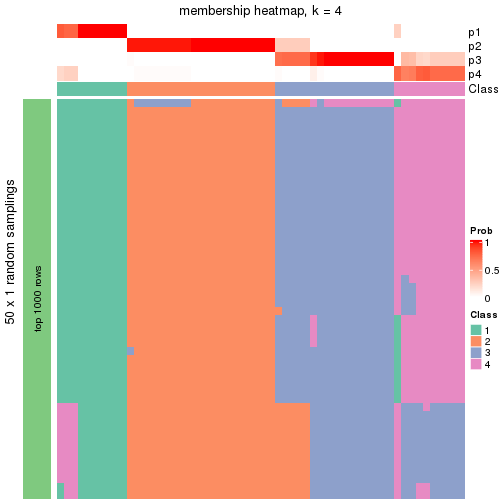 membership heatmap, k = 4
p1
p2
p3
p4
Class
50 x 1 random samplings
top 1000 rows
Prob
1
0.5
0
Class
1
2
3
4